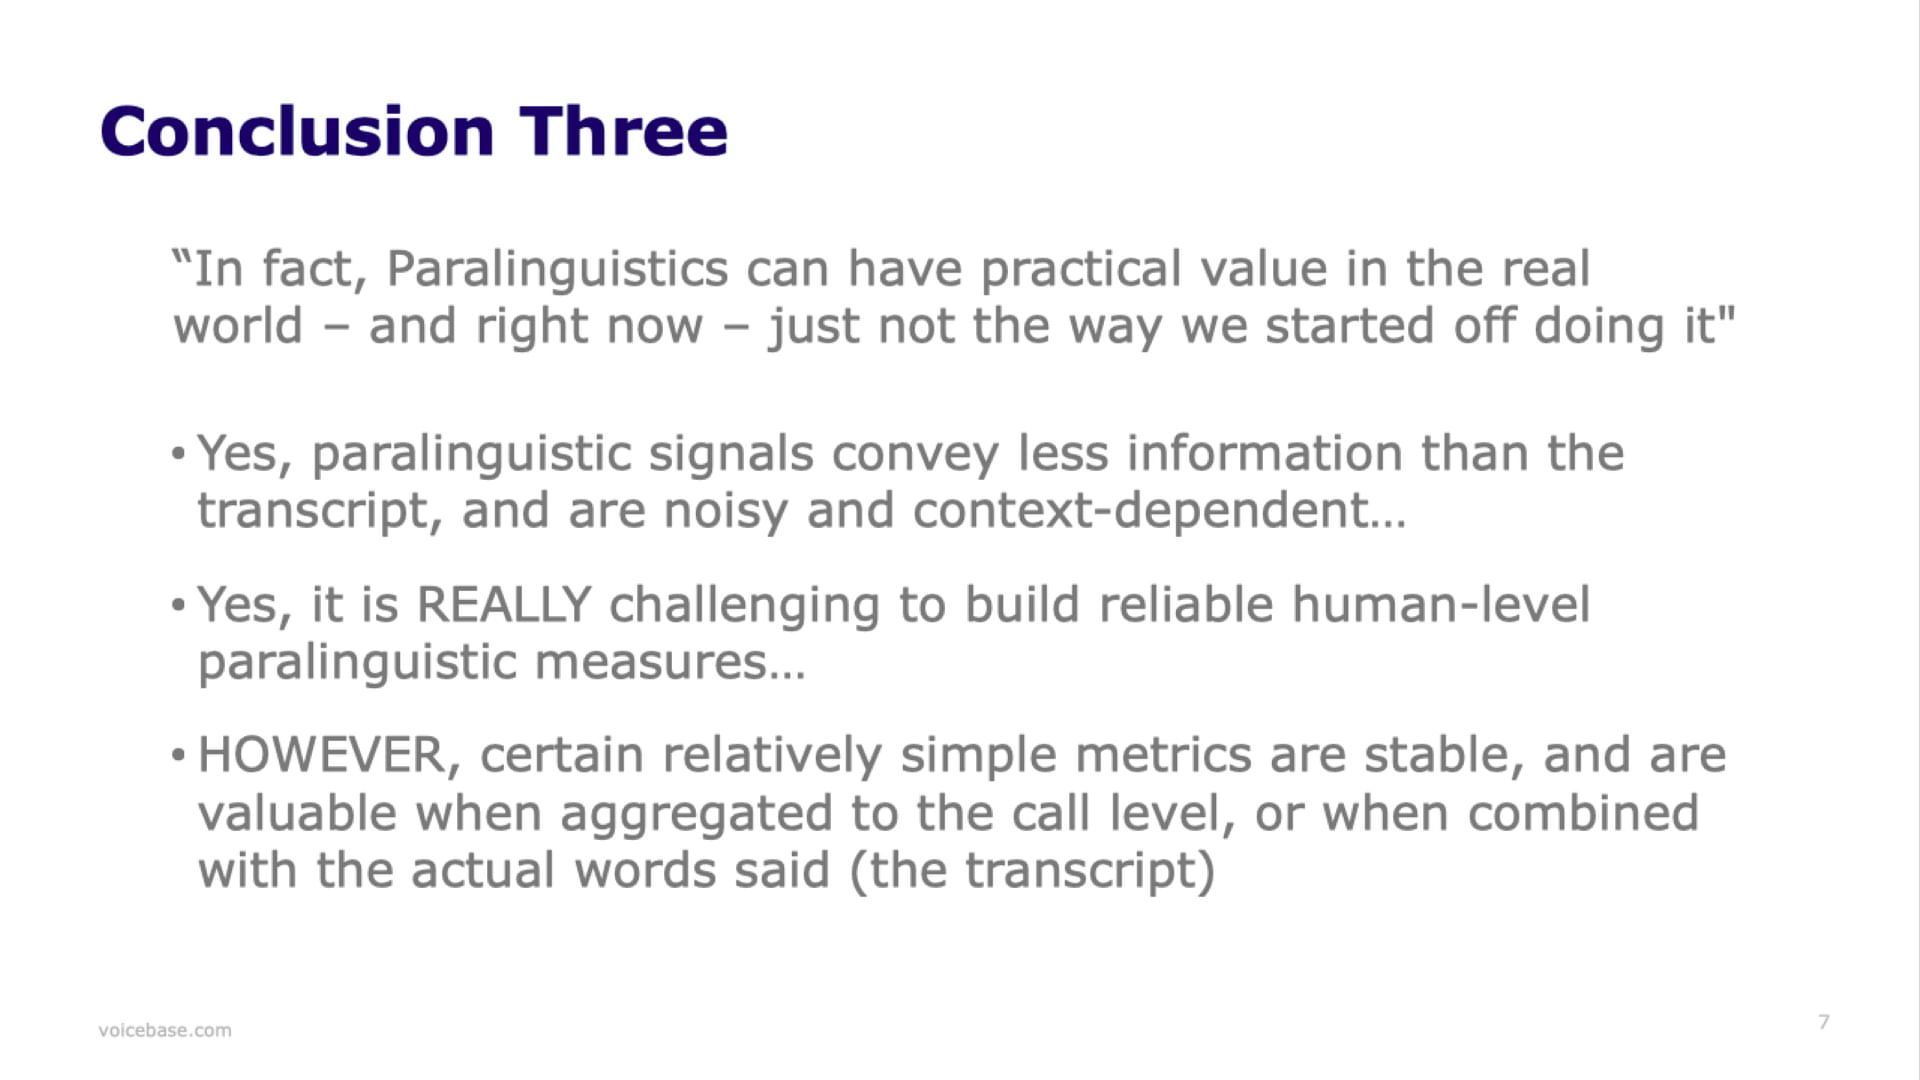 Conclusion Three
“In fact, Paralinguistics can have practical value in the real
world – and right now – just not the way we started off doing it"
• Yes, paralinguistic signals convey less information than the
transcript, and are noisy and context-dependent…
• Yes, it is REALLY challenging to build reliable human-level
paralinguistic measures…
• HOWEVER, certain relatively simple metrics are stable, and are
valuable when aggregated to the call level, or when combined
with the actual words said (the transcript)
voicebase.com
7